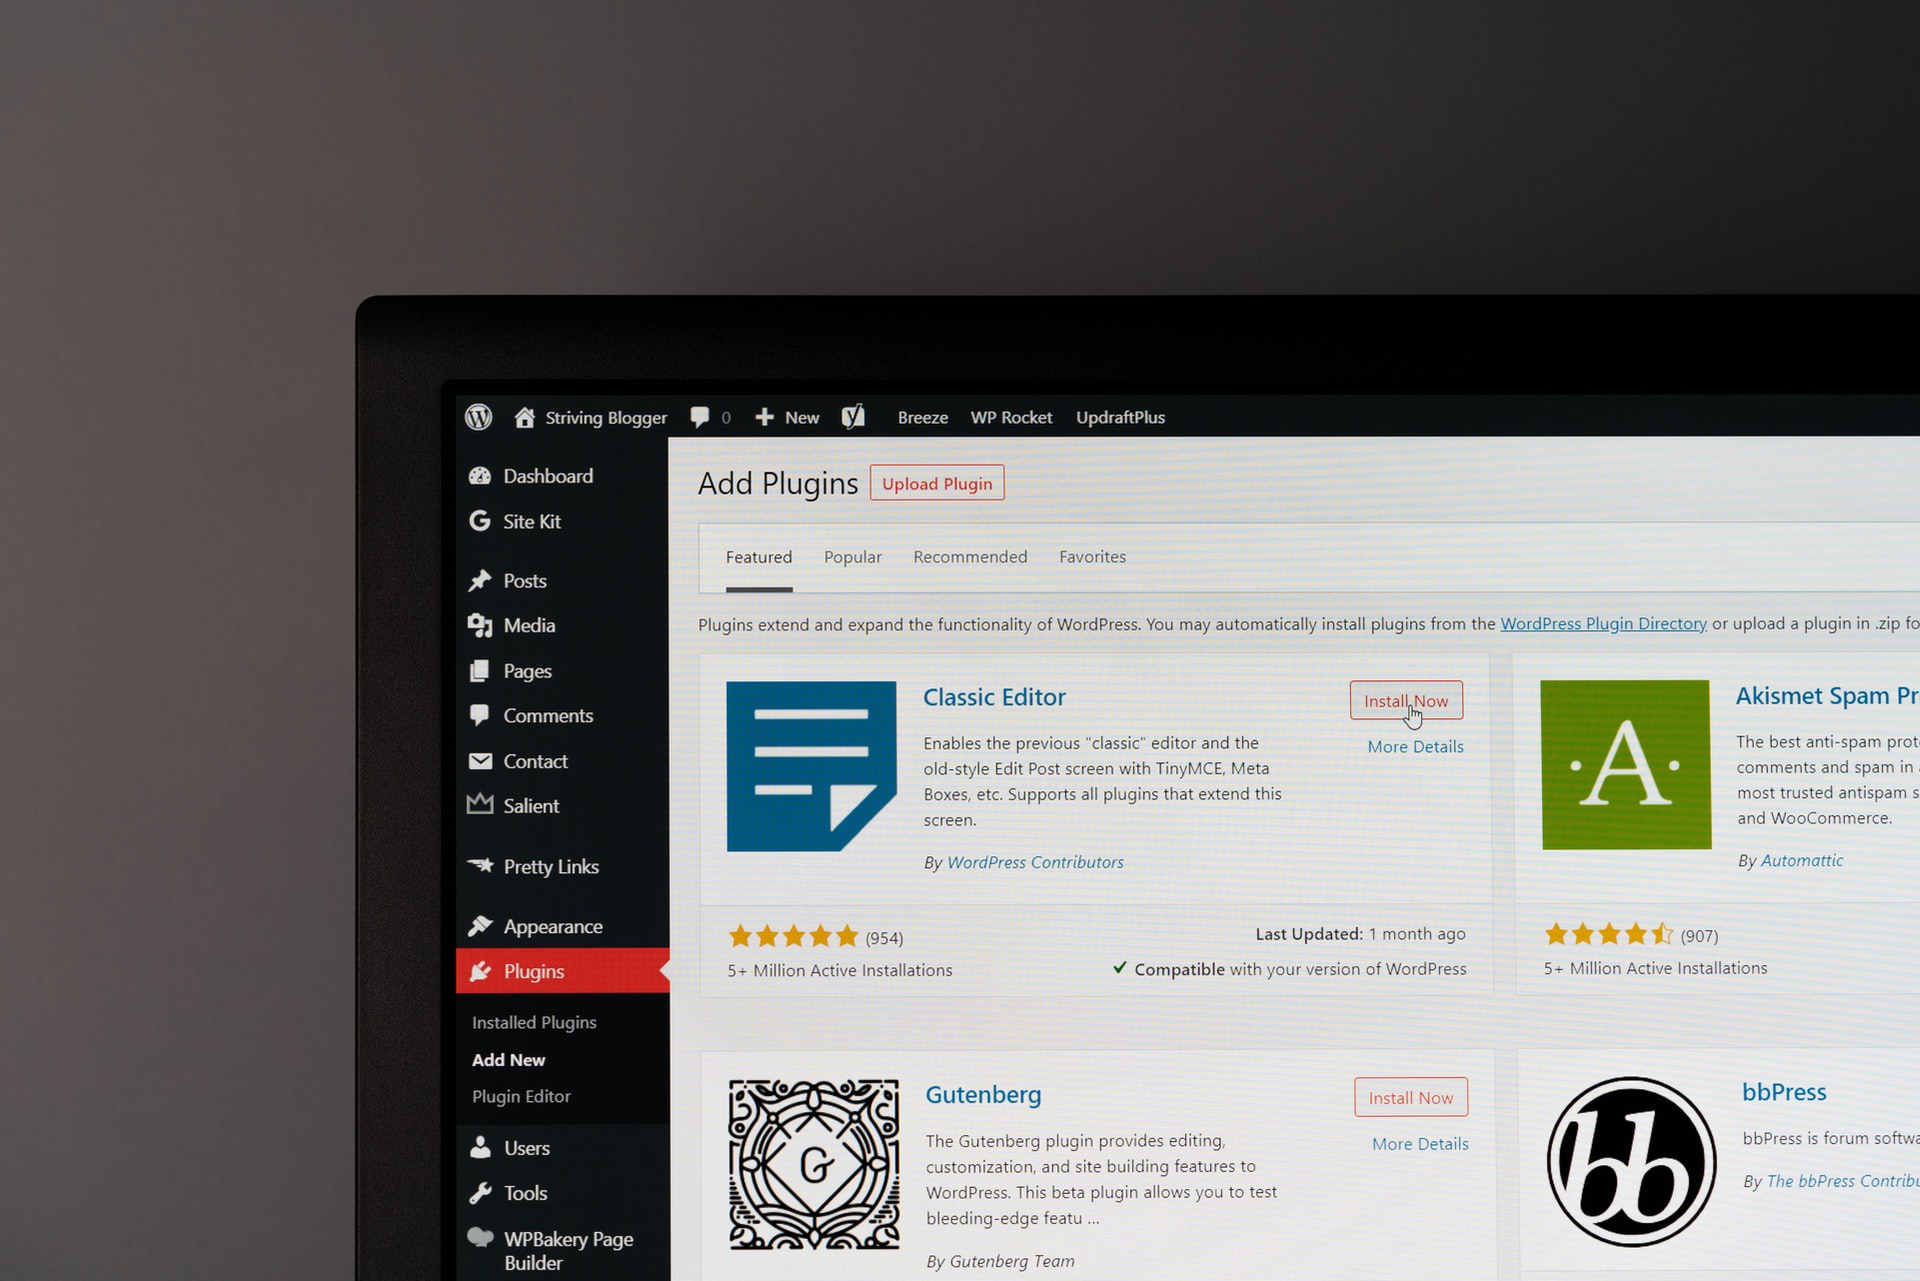 Striving Blogger 0 New Breeze WP Rocket UpdraftPlus
Dashboard
Site Kit
Posts
Media
Pages
Comments
Contact
Salient
Pretty Links
Appearance
Plugins
Installed Plugins
Add New
Plugin Editor
Users
Tools
WPBakery Page
Builder
Add Plugins Upload Plugin
Featured Popular Recommended Favorites
Plugins extend and expand the functionality of WordPress. You may automatically install plugins from the WordPress Plugin Directory or upload a plugin in .zip fo
Classic Editor
Install Now
More Details
Enables the previous "classic" editor and the
old-style Edit Post screen with TinyMCE, Meta
Boxes, etc. Supports all plugins that extend this
screen.
By WordPress Contributors
(954)
5+ Million Active Installations
Last Updated: 1 month ago
Compatible with your version of WordPress
A
Akismet Spam Pr
The best anti-spam prot
comments and spam in
most trusted antispam s
and WooCommerce.
By Automattic
(907)
5+ Million Active Installations
G
Gutenberg
Install Now
More Details
The Gutenberg plugin provides editing,
customization, and site building features to
WordPress. This beta plugin allows you to test
bleeding-edge featu ...
By Gutenberg Team
bb
bbPress
bbPress is forum softwa
By The bbPress Contribu